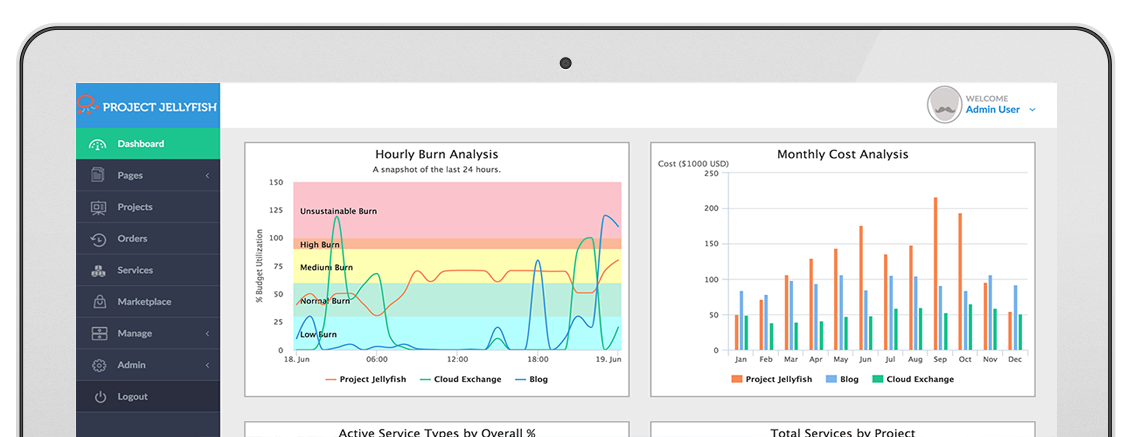 PROJECT JELLYFISH
WELCOME
Admin User
Dashboard
Pages
Projects
Orders
Services
Marketplace
Manage
Admin
Logout
Hourly Burn Analysis
A snapshot of the last 24 hours.
% Budget Utilization
150
125
100
75
50
25
0
Unsustainable Burn
High Burn
Medium Burn
Normal Burn
Low Burn
18. Jun 06:00 12:00 18:00 19. Jun
Project Jellyfish Cloud Exchange Blog
Monthly Cost Analysis
Cost ($1000 USD)
250
200
150
100
50
0
Jan Feb Mar Apr May Jun Jul Aug Sep Oct Nov Dec
Project Jellyfish Blog Cloud Exchange
Active Service Types by Overall %
Total Services by Project